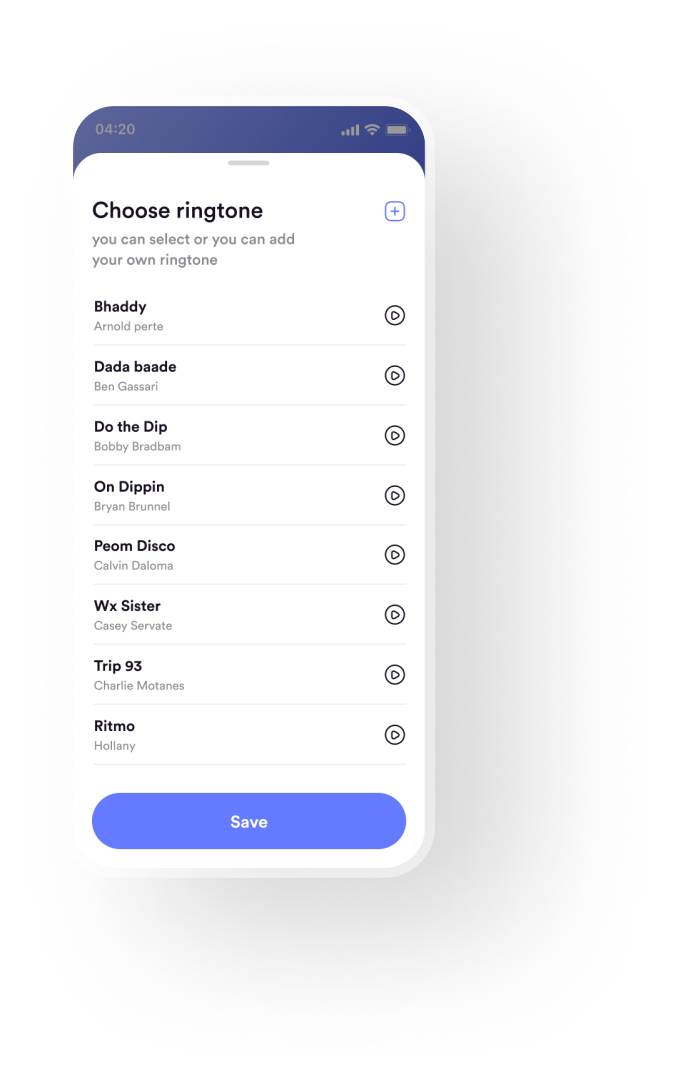 04:20
Choose ringtone
you can select or you can add
your own ringtone
Bhaddy
Arnold perte
Dada baade
Ben Gassari
Do the Dip
Bobby Bradbam
On Dippin
Bryan Brunnel
Peom Disco
Calvin Daloma
Wx Sister
Casey Servate
Trip 93
Charlie Motanes
Ritmo
Hollany
Save